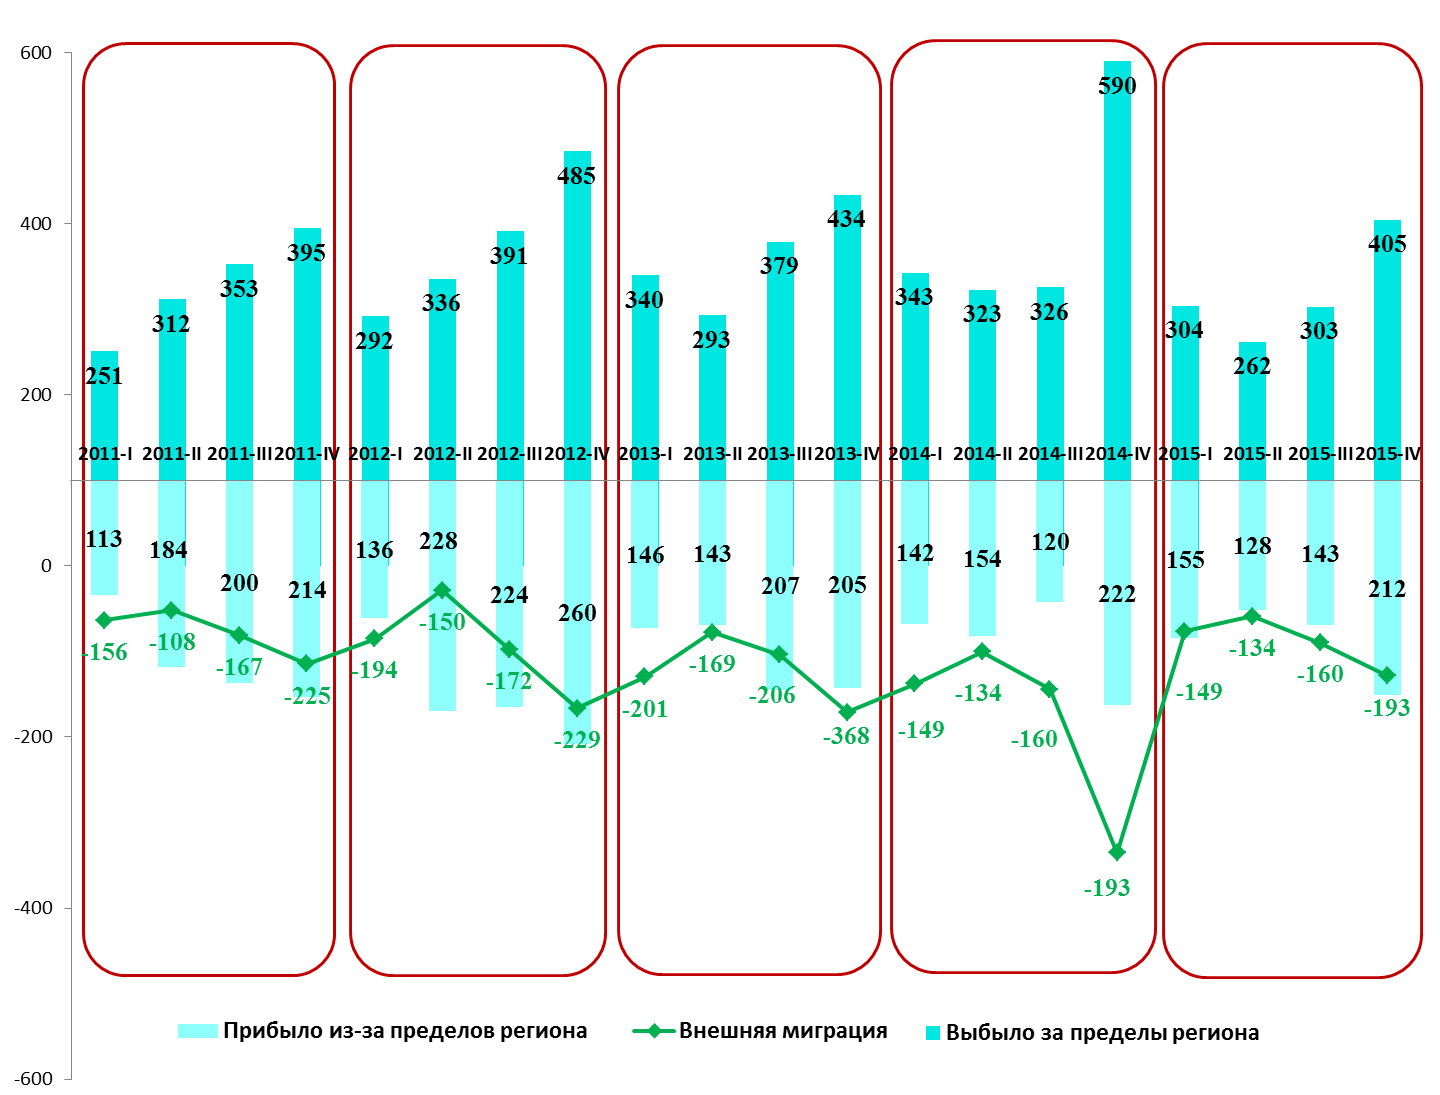 600
400
200
0
-200
-400
-600
251 312 353 395 292 336 391 485 340 293 379 434 343 323 326 590 304 262 303 405
2011-I 2011-II 2011-III 2011-IV 2012-I 2012-II 2012-III 2012-IV 2013-I 2013-II 2013-III 2013-IV 2014-I 2014-II 2014-III 2014-IV 2015-I 2015-II 2015-III 2015-IV
113 184 200 214 136 228 224 260 146 143 207 205 142 154 120 222 155 128 143 212
-156 -108 -167 -225 -194 -150 -172 -229 -201 -169 -206 -368 -149 -134 -160 -193 -149 -134 -160 -193
Прибыло из-за пределов региона Внешняя миграция Выбыло за пределы региона